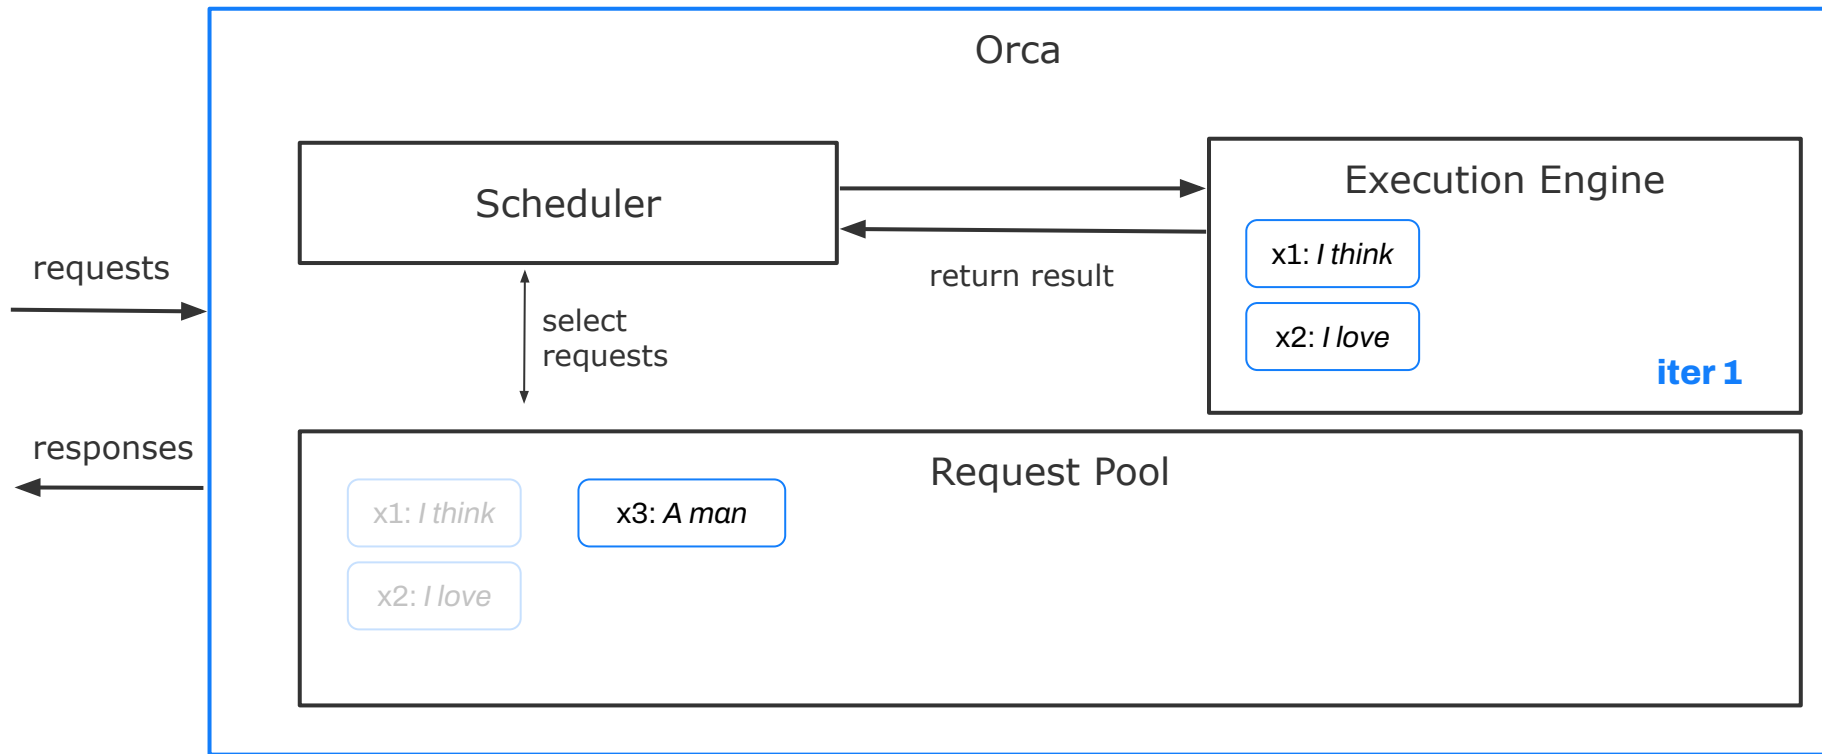 Orca
Scheduler
Execution Engine
x1: I think
x2: I love
iter 1
return result
requests
select
requests
responses
Request Pool
x1: I think
x3: A man
x2: I love